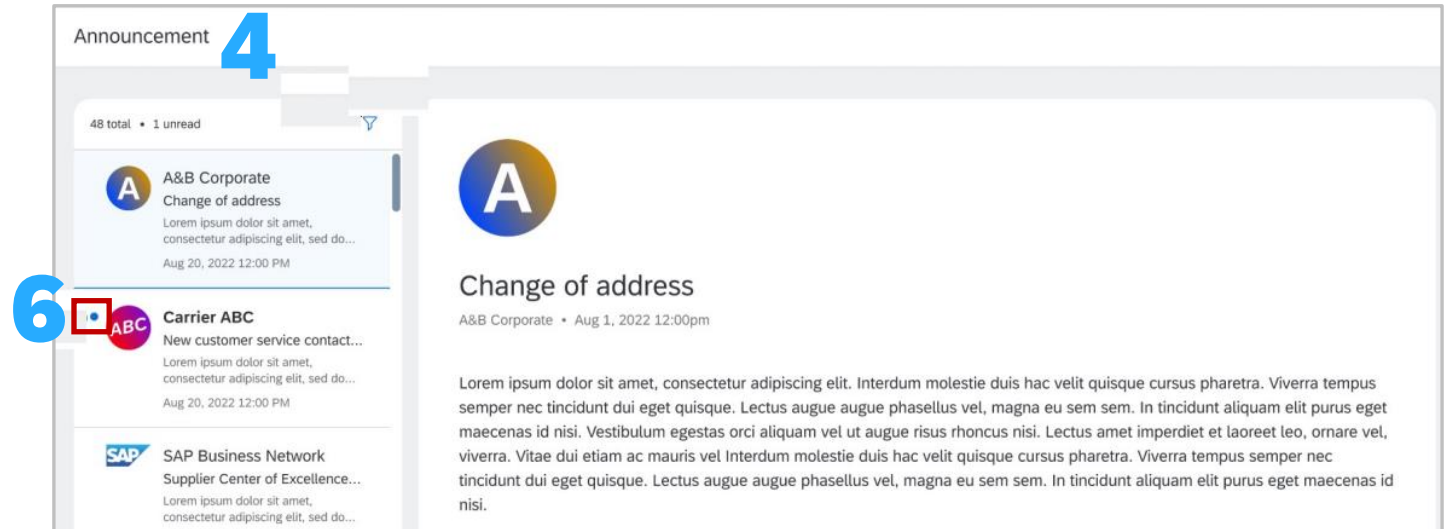 Announcement
4
48 total • 1 unread
A
A&B Corporate
Change of address
Lorem ipsum dolor sit amet,
consectetur adipiscing elit, sed do...
Aug 20, 2022 12:00 PM
6
ABC
Carrier ABC
New customer service contact...
Lorem ipsum dolor sit amet,
consectetur adipiscing elit, sed do...
Aug 20, 2022 12:00 PM
SAP
SAP Business Network
Supplier Center of Excellence...
Lorem ipsum dolor sit amet,
consectetur adipiscing elit, sed do...
A
Change of address
A&B Corporate • Aug 1, 2022 12:00pm
Lorem ipsum dolor sit amet, consectetur adipiscing elit. Interdum molestie duis hac velit quisque cursus pharetra. Viverra tempus
semper nec tincidunt dui eget quisque. Lectus augue augue phasellus vel, magna eu sem sem. In tincidunt aliquam elit purus eget
maecenas id nisi. Vestibulum egestas orci aliquam vel ut augue risus rhoncus nisi. Lectus amet imperdiet et laoreet leo, ornare vel,
viverra. Vitae dui etiam ac mauris vel Interdum molestie duis hac velit quisque cursus pharetra. Viverra tempus semper nec
tincidunt dui eget quisque. Lectus augue augue phasellus vel, magna eu sem sem. In tincidunt aliquam elit purus eget maecenas id
nisi.